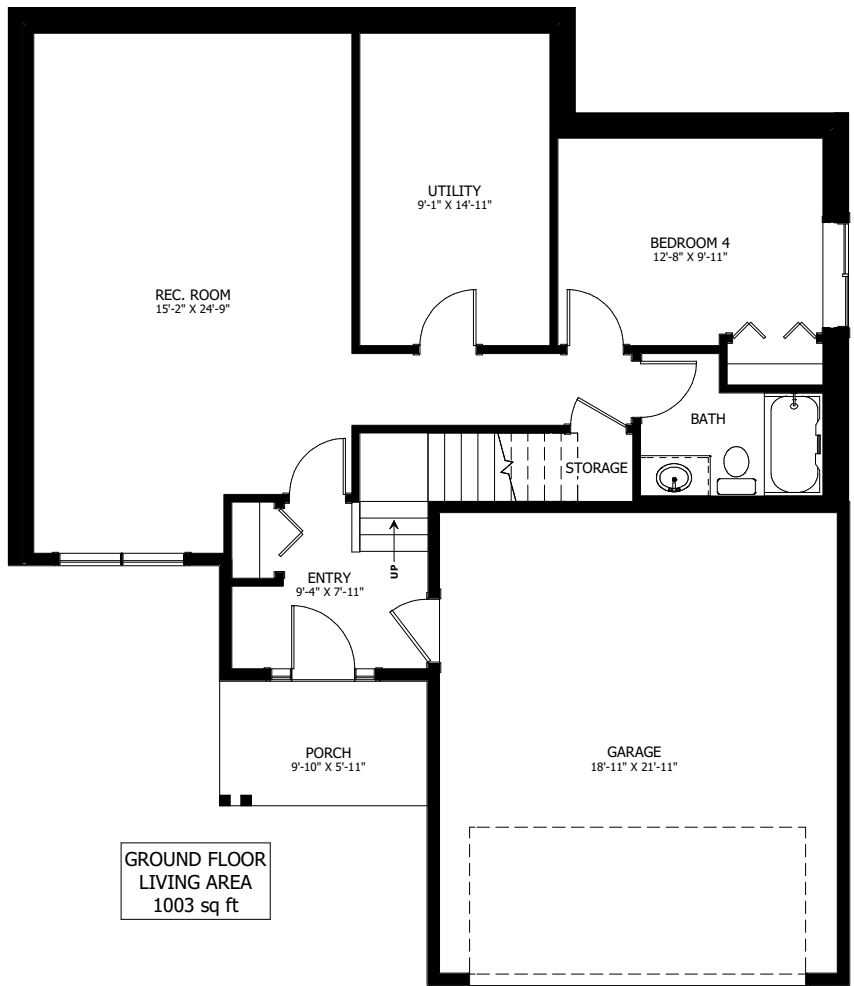 UTILITY
9'-1" X 14'-11"
BEDROOM 4
12'-8" X 9'-11"
REC. ROOM
15'-2" X 24'-9"
BATH
STORAGE
UP
ENTRY
9'-4" X 7'-11"
PORCH
9'-10" X 5'-11"
GARAGE
18'-11" X 21'-11"
GROUND FLOOR
LIVING AREA
1003 sq ft